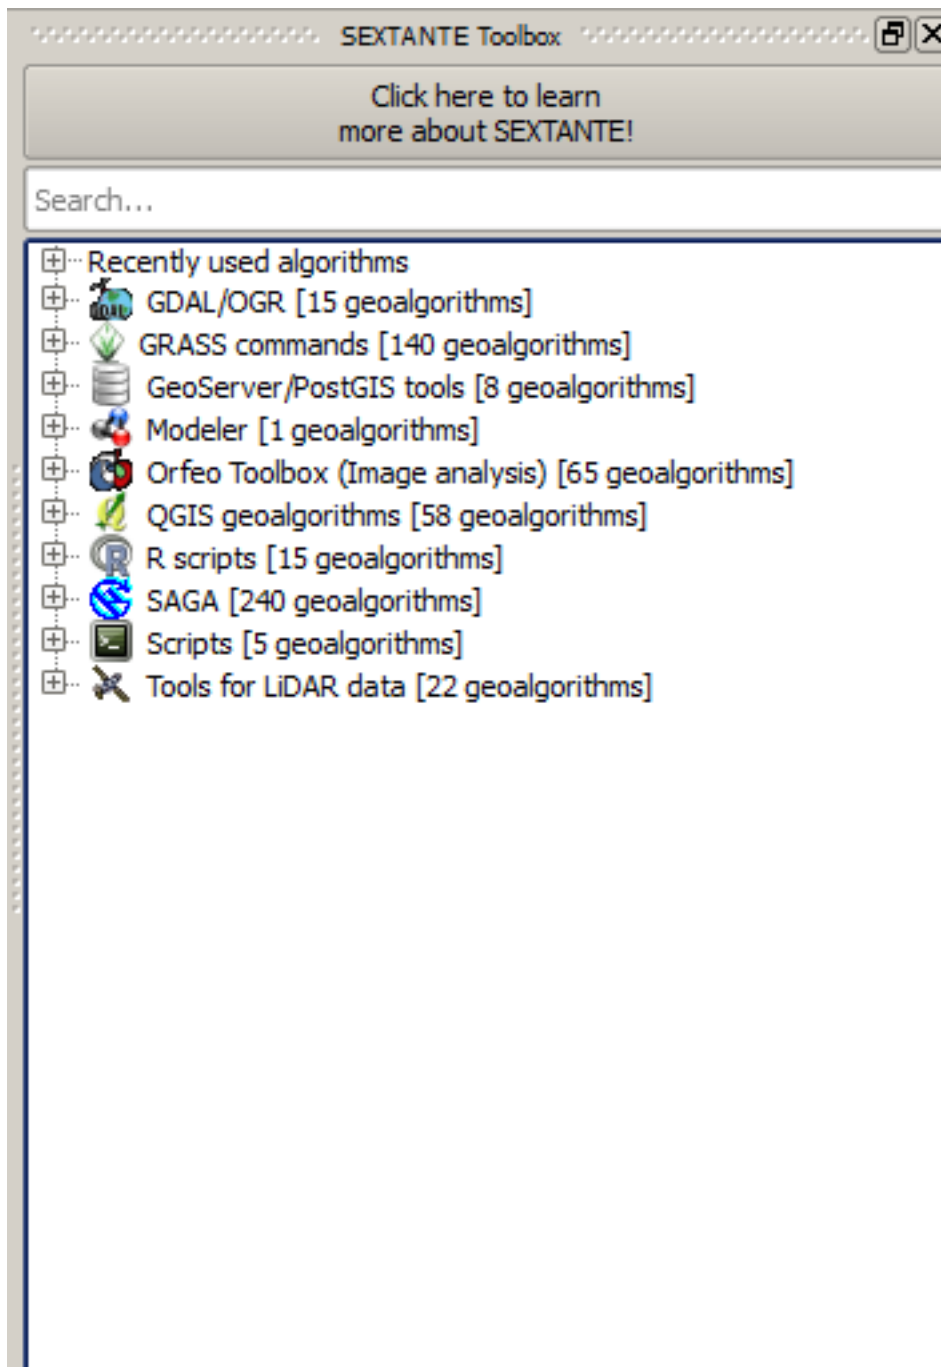 SEXTANTE Toolbox
Click here to learn
more about SEXTANTE!
Search...
Recently used algorithms
GDAL/OGR [15 geoalgorithms]
GRASS commands [140 geoalgorithms]
GeoServer/PostGIS tools [8 geoalgorithms]
Modeler [1 geoalgorithms]
Orfeo Toolbox (Image analysis) [65 geoalgorithms]
QGIS geoalgorithms [58 geoalgorithms]
R scripts [15 geoalgorithms]
SAGA [240 geoalgorithms]
Scripts [5 geoalgorithms]
Tools for LiDAR data [22 geoalgorithms]